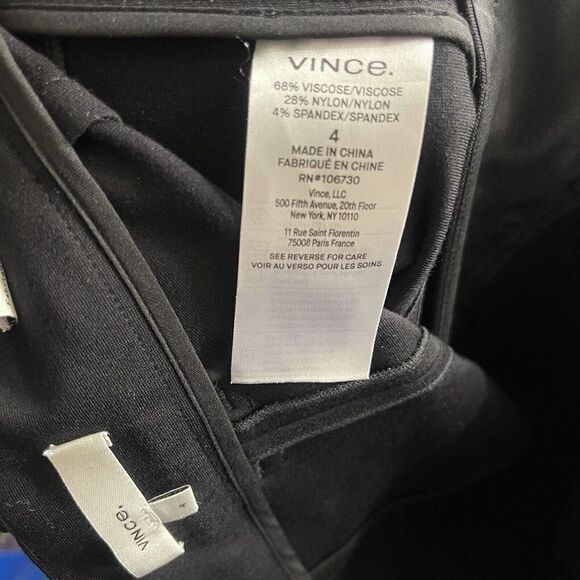 VINCE.
68% VISCOSE/VISCOSE
28% NYLON/NYLON
4% SPANDEX/SPANDEX
4
MADE IN CHINA
FABRIQUÉ EN CHINE
RN#106730
Vince, LLC
500 Fifth Avenue, 20th Floor
New York, NY 10110
11 Rue Saint Florentin
75008 Paris France
SEE REVERSE FOR CARE
VOIR AU VERSO POUR LES SOINS
VINCE.
4